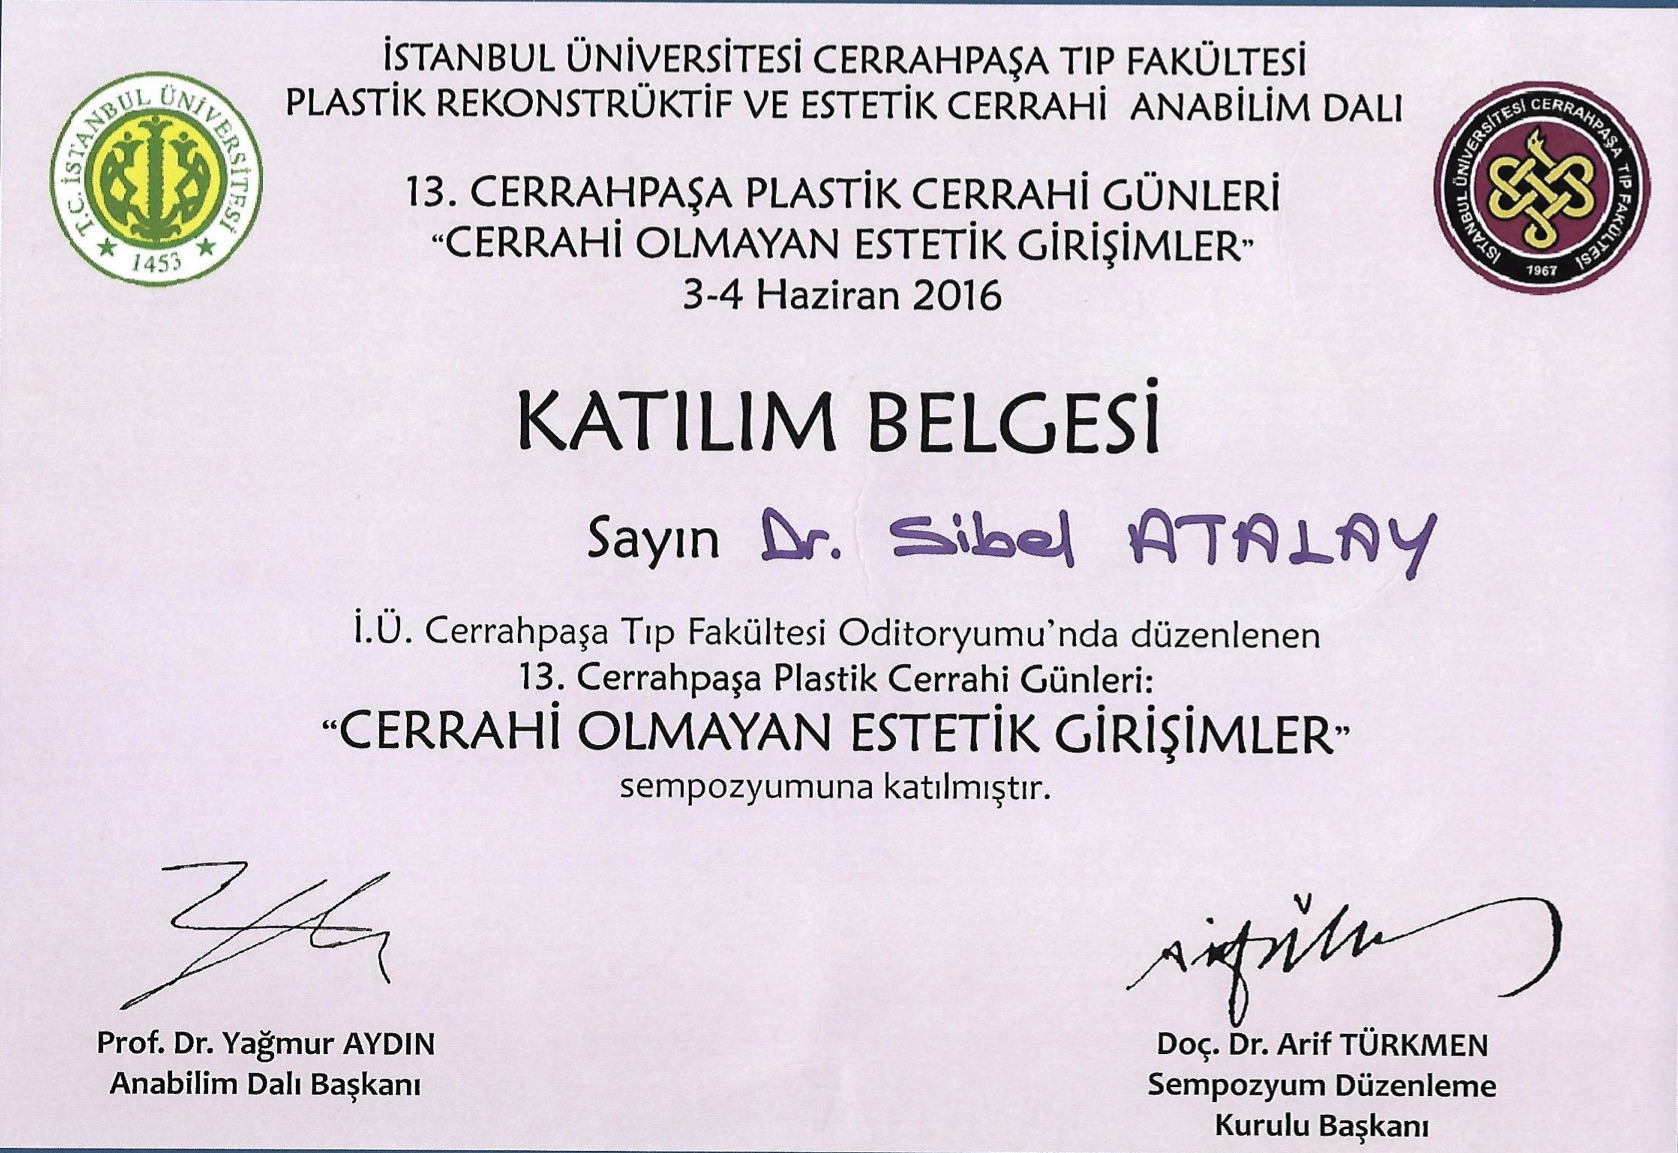 İSTANBUL ÜNİVERSİTESİ CERRAHPAŞA TIP FAKÜLTESİ
PLASTİK REKONSTRÜKTİF VE ESTETİK CERRAHİ ANABİLİM DALI
T.C. İSTANBUL ÜNİVERSİTESİ
1453
İSTANBUL ÜNİVERSİTESİ CERRAHPAŞA TIP FAKÜLTESİ
1967
13. CERRAHPAŞA PLASTİK CERRAHİ GÜNLERİ
“CERRAHİ OLMAYAN ESTETİK GİRİŞİMLER”
3-4 Haziran 2016
KATILIM BELGESİ
Sayın Dr. Sibel ATALAY
İ.Ü. Cerrahpaşa Tıp Fakültesi Oditoryumu’nda düzenlenen
13. Cerrahpaşa Plastik Cerrahi Günleri:
“CERRAHİ OLMAYAN ESTETİK GİRİŞİMLER”
sempozyumuna katılmıştır.
Prof. Dr. Yağmur AYDIN
Anabilim Dalı Başkanı
Doç. Dr. Arif TÜRKMEN
Sempozyum Düzenleme
Kurulu Başkanı